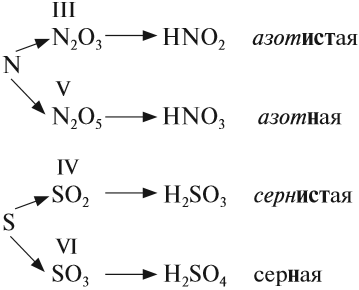 III
N₂O₃ → HNO₂ азотистая
N
V
N₂O₅ → HNO₃ азотная
IV
SO₂ → H₂SO₃ сернистая
S
VI
SO₃ → H₂SO₄ серная